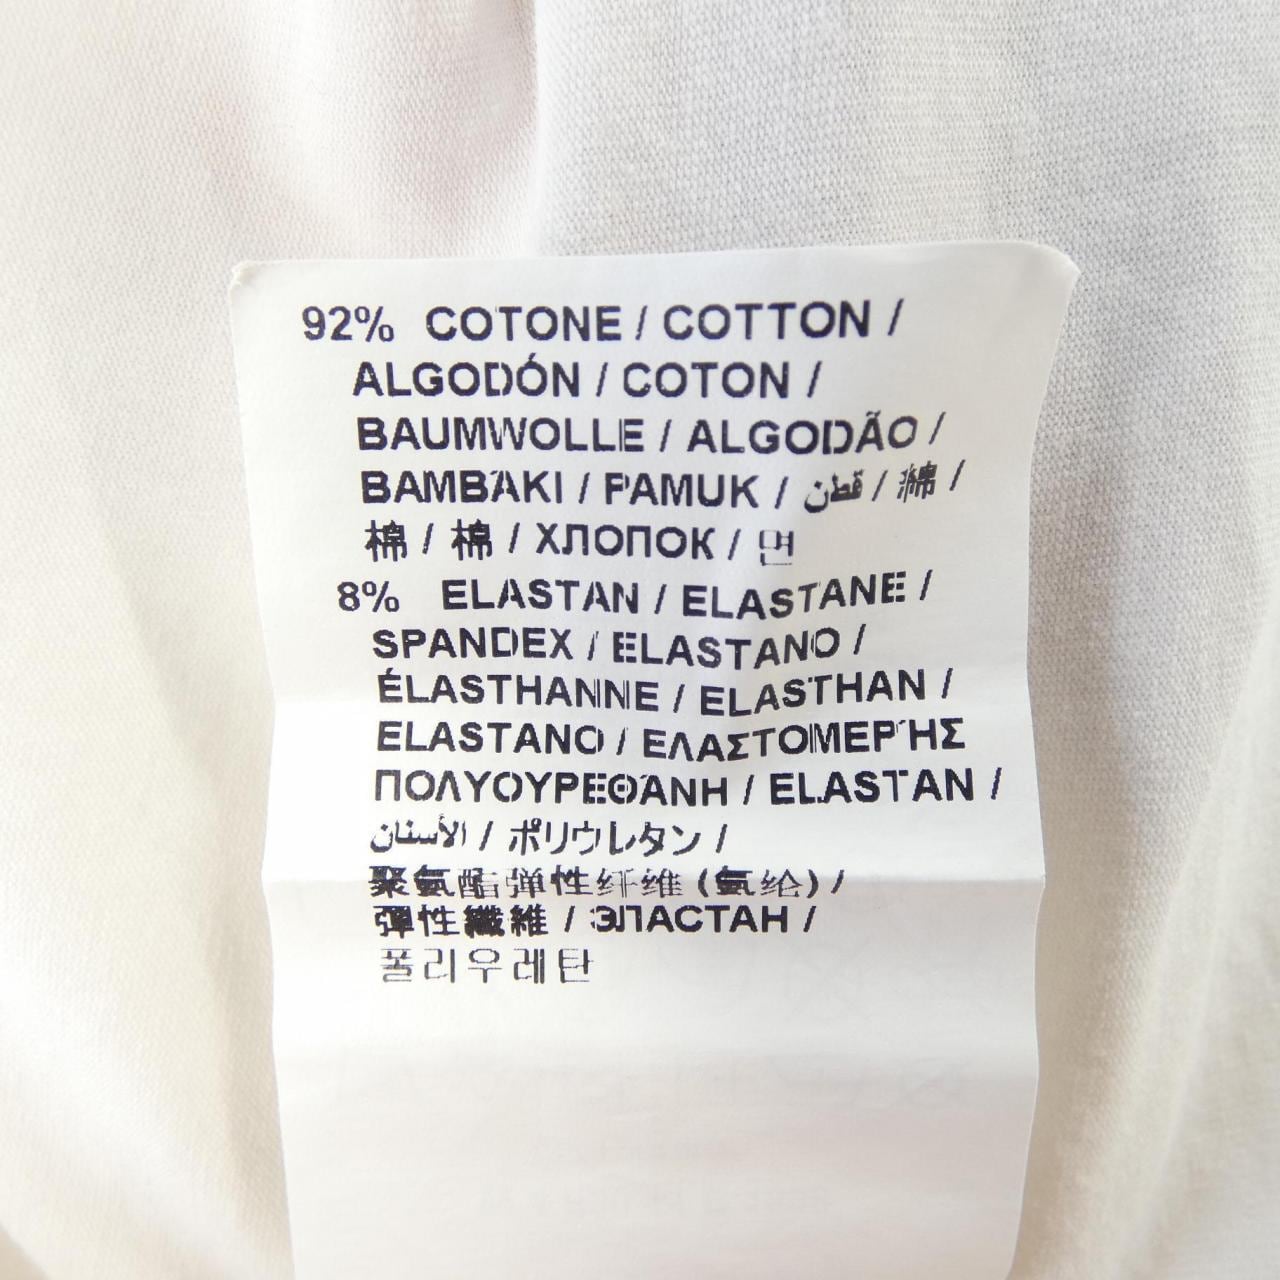 92% COTONE / COTTON /
ALGODÓN / COTON /
BAUMWOLLE / ALGODÃO /
BAMBAKI / PAMUK / قطن / 綿 /
棉 / 棉 / ХЛОПОК / 면
8% ELASTAN / ELASTANE /
SPANDEX / ELASTANO /
ÉLASTHANNE / ELASTHAN /
ELASTANO / ΕΛΑΣΤΟΜΕΡΉΣ
ΠΟΛΥΟΥΡΕΘΆΝΗ / ELASTAN /
الأسنان / ポリウレタン /
聚氨酯弹性纤维 (氨纶) /
彈性纖維 / ЭЛАСТАН /
폴리우레탄